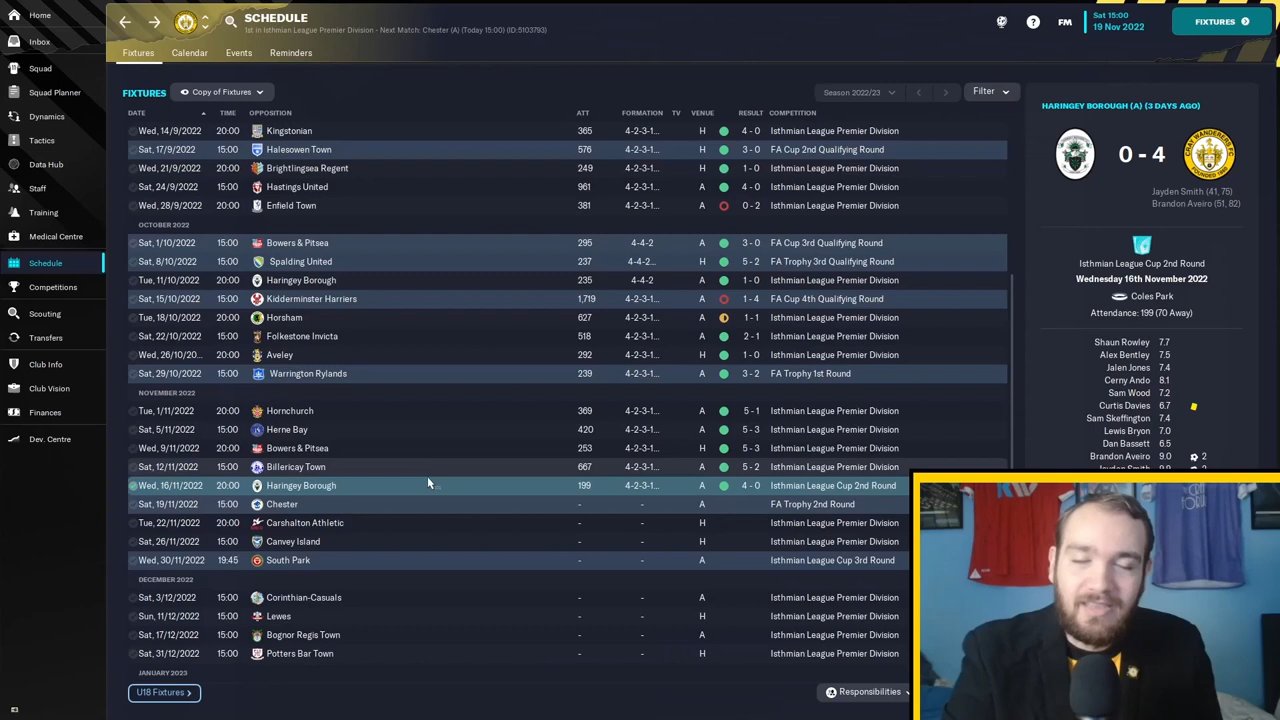 Home
Inbox
Squad
Squad Planner
Dynamics
Tactics
Data Hub
Staff
Training
Medical Centre
Schedule
Competitions
Scouting
Transfers
Club Info
Club Vision
Finances
Dev. Centre
SCHEDULE
1st in Isthmian League Premier Division - Next Match: Chester (A) (Today 15:00) (ID:5103793)
FM
Sat 15:00
19 Nov 2022
FIXTURES
Fixtures Calendar Events Reminders
FIXTURES Copy of Fixtures Season 2022/23 Filter
DATE TIME OPPOSITION ATT FORMATION TV VENUE RESULT COMPETITION
Wed, 14/9/2022 20:00 Kingstonian 365 4-2-3-1... H 4 - 0 Isthmian League Premier Division
Sat, 17/9/2022 15:00 Halesowen Town 576 4-2-3-1... H 3 - 0 FA Cup 2nd Qualifying Round
Wed, 21/9/2022 20:00 Brightlingsea Regent 249 4-2-3-1... H 1 - 0 Isthmian League Premier Division
Sat, 24/9/2022 15:00 Hastings United 961 4-2-3-1... A 4 - 0 Isthmian League Premier Division
Wed, 28/9/2022 20:00 Enfield Town 381 4-2-3-1... A 0 - 2 Isthmian League Premier Division
OCTOBER 2022
Sat, 1/10/2022 15:00 Bowers & Pitsea 295 4-4-2 A 3 - 0 FA Cup 3rd Qualifying Round
Sat, 8/10/2022 15:00 Spalding United 237 4-4-2... H 5 - 2 FA Trophy 3rd Qualifying Round
Tue, 11/10/2022 20:00 Haringey Borough 235 4-4-2 A 1 - 0 Isthmian League Premier Division
Sat, 15/10/2022 15:00 Kidderminster Harriers 1,719 4-2-3-1... A 1 - 4 FA Cup 4th Qualifying Round
Tue, 18/10/2022 20:00 Horsham 627 4-2-3-1... A 1 - 1 Isthmian League Premier Division
Sat, 22/10/2022 15:00 Folkestone Invicta 518 4-2-3-1... A 2 - 1 Isthmian League Premier Division
Wed, 26/10/20... 20:00 Aveley 292 4-2-3-1... H 1 - 0 Isthmian League Premier Division
Sat, 29/10/2022 15:00 Warrington Rylands 239 4-2-3-1... A 3 - 2 FA Trophy 1st Round
NOVEMBER 2022
Tue, 1/11/2022 20:00 Hornchurch 369 4-2-3-1... A 5 - 1 Isthmian League Premier Division
Sat, 5/11/2022 15:00 Herne Bay 420 4-2-3-1... A 5 - 3 Isthmian League Premier Division
Wed, 9/11/2022 20:00 Bowers & Pitsea 253 4-2-3-1... H 5 - 3 Isthmian League Premier Division
Sat, 12/11/2022 15:00 Billericay Town 667 4-2-3-1... A 5 - 2 Isthmian League Premier Division
Wed, 16/11/2022 20:00 Haringey Borough 199 4-2-3-1... A 4 - 0 Isthmian League Cup 2nd Round
Sat, 19/11/2022 15:00 Chester - - A FA Trophy 2nd Round
Tue, 22/11/2022 20:00 Carshalton Athletic - - H Isthmian League Premier Division
Sat, 26/11/2022 15:00 Canvey Island - - H Isthmian League Premier Division
Wed, 30/11/2022 19:45 South Park - - A Isthmian League Cup 3rd Round
DECEMBER 2022
Sat, 3/12/2022 15:00 Corinthian-Casuals - - A Isthmian League Premier Division
Sun, 11/12/2022 15:00 Lewes - - H Isthmian League Premier Division
Sat, 17/12/2022 15:00 Bognor Regis Town - - A Isthmian League Premier Division
Sat, 31/12/2022 15:00 Potters Bar Town - - H Isthmian League Premier Division
JANUARY 2023
U18 Fixtures
Responsibilities
HARINGEY BOROUGH (A) (3 DAYS AGO)
0 - 4
CRAY WANDERERS FC
FOUNDED 1860
Jayden Smith (41, 75)
Brandon Aveiro (51, 82)
Isthmian League Cup 2nd Round
Wednesday 16th November 2022
Coles Park
Attendance: 199 (70 Away)
Shaun Rowley 7.7
Alex Bentley 7.5
Jalen Jones 7.4
Cerny Ando 8.1
Sam Wood 7.2
Curtis Davies 6.7
Sam Skeffington 7.4
Lewis Bryon 7.0
Dan Bassett 6.5
Brandon Aveiro 9.0 2